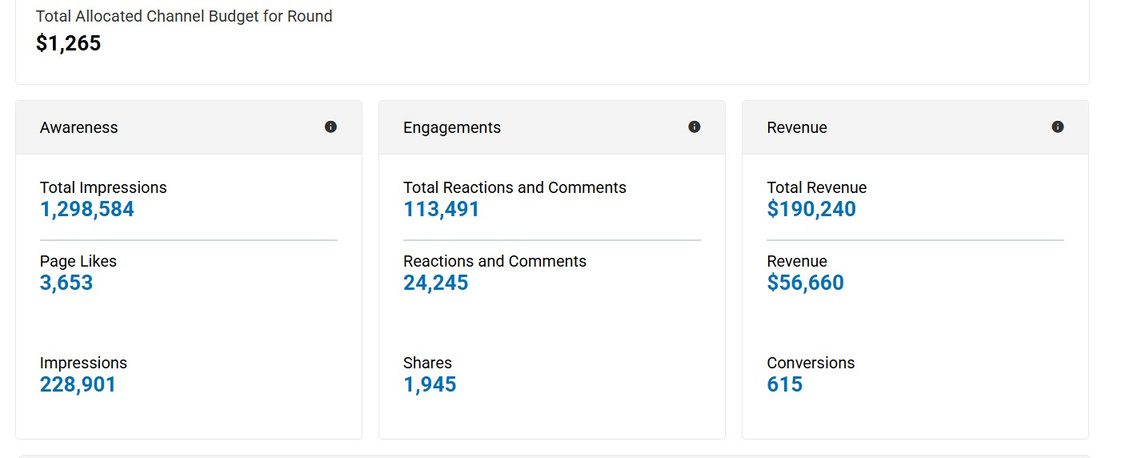 Total Allocated Channel Budget for Round
$1,265
Awareness
Total Impressions
1,298,584
Page Likes
3,653
Impressions
228,901
Engagements
Total Reactions and Comments
113,491
Reactions and Comments
24,245
Shares
1,945
Revenue
Total Revenue
$190,240
Revenue
$56,660
Conversions
615